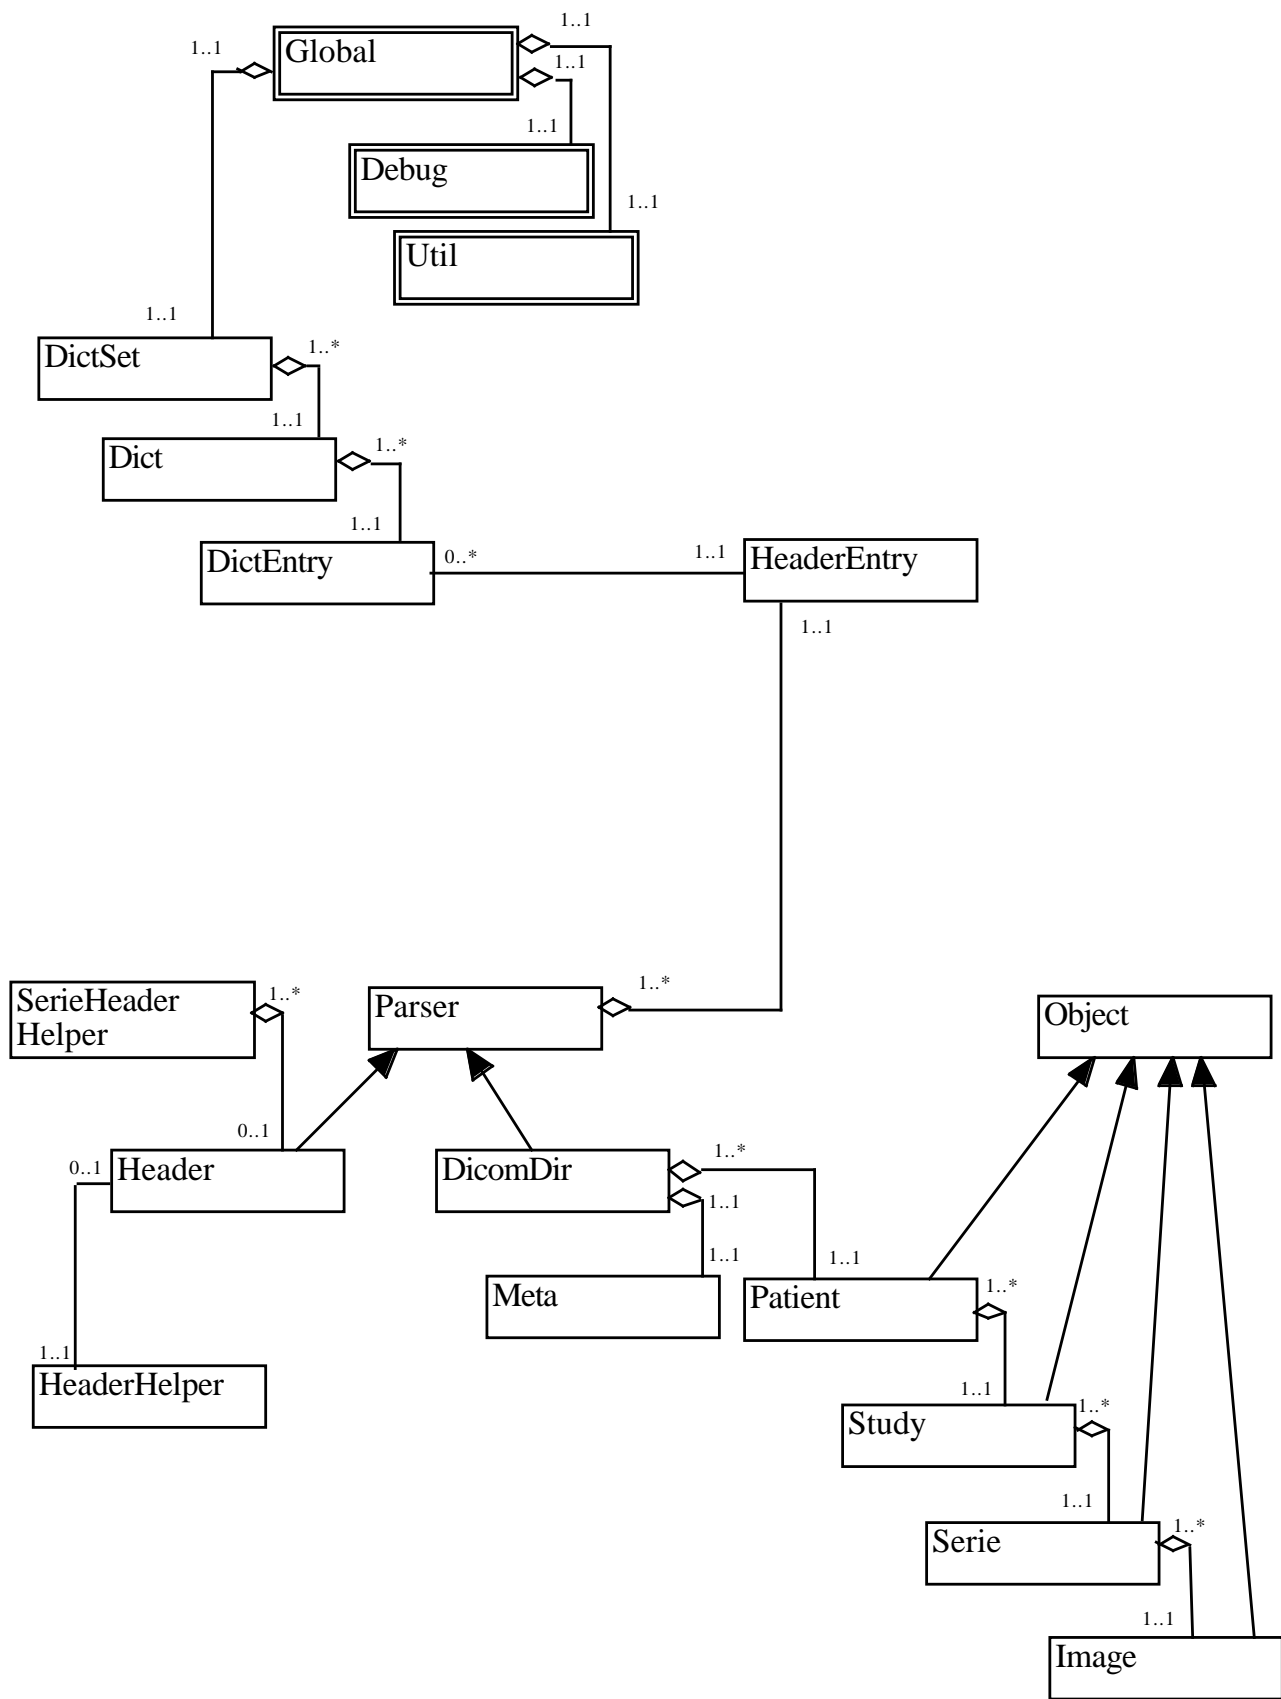 1..1
1..1
Global
1..1
1..1
Debug
1..1
Util
1..1
DictSet
1..*
1..1
Dict
1..*
1..1
DictEntry
0..*
1..1
HeaderEntry
1..1
SerieHeader
Helper
1..*
Parser
1..*
Object
0..1
0..1
Header
DicomDir
1..*
1..1
1..1
1..1
Meta
Patient
1..*
1..1
HeaderHelper
1..1
Study
1..*
1..1
Serie
1..*
1..1
Image